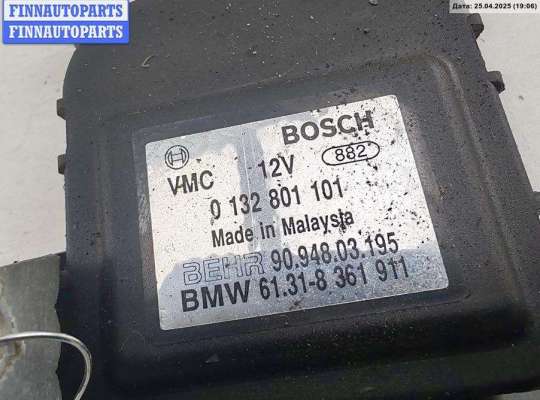 FINNAUTOPARTS
FINNAUTOPARTS
FINNAUTOPARTS
Дата: 25.04.2025 (19:06)
BOSCH
VMC 12V 882
0 132 801 101
Made in Malaysia
BEHR 90.948.03.195
BMW 61.31-8 361 911